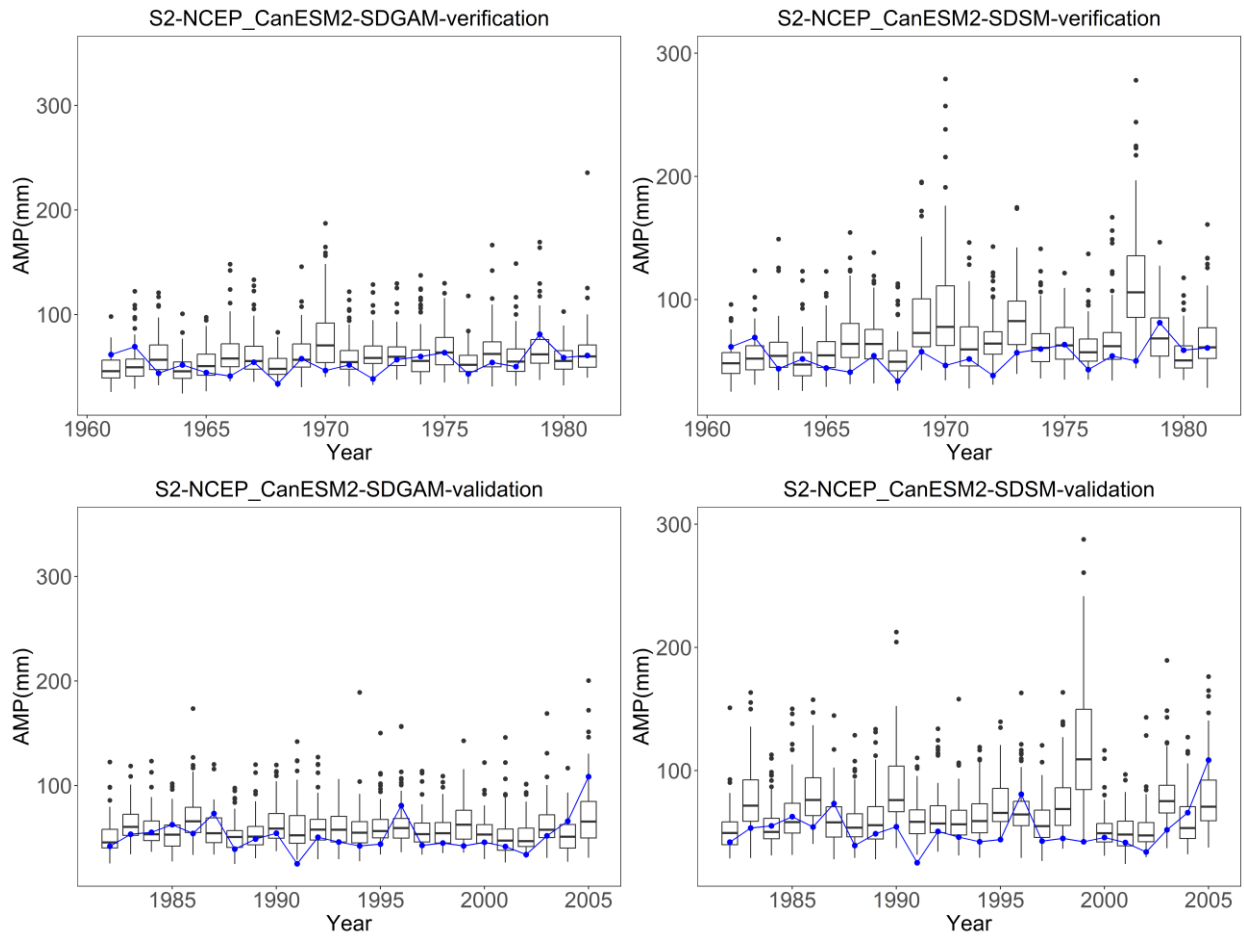 S2-NCEP_CanESM2-SDGAM-verification
S2-NCEP_CanESM2-SDSM-verification
300
200
100
AMP(mm)
1960
1965
1970
1975
1980
Year
300
200
100
AMP(mm)
1960
1965
1970
1975
1980
Year
S2-NCEP_CanESM2-SDGAM-validation
S2-NCEP_CanESM2-SDSM-validation
300
200
100
AMP(mm)
1985
1990
1995
2000
2005
Year
300
200
100
AMP(mm)
1985
1990
1995
2000
2005
Year